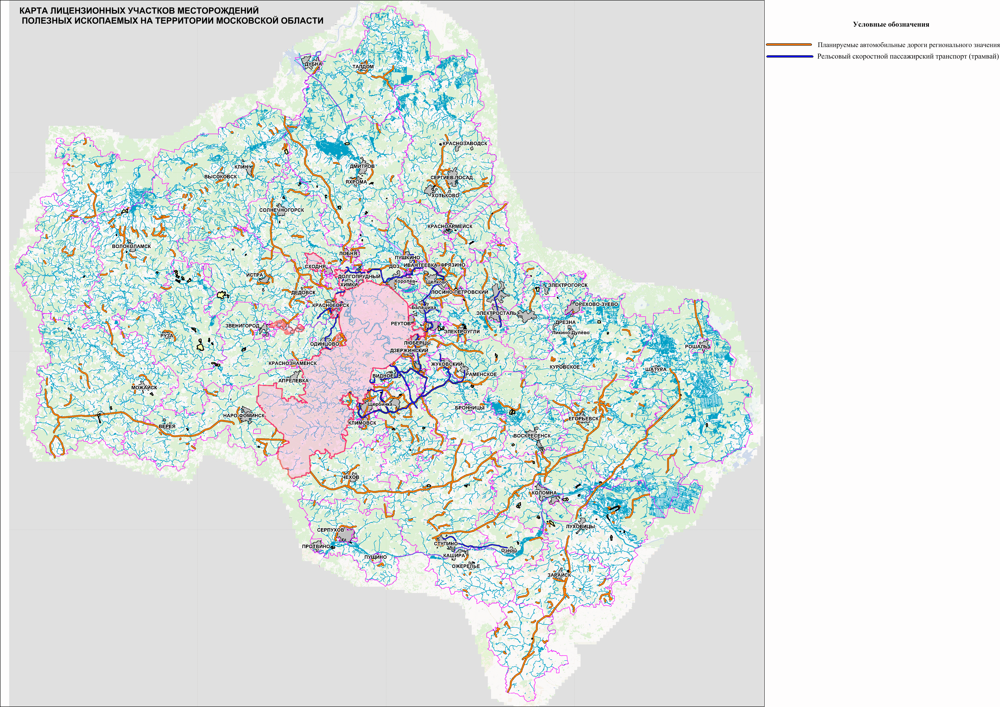 КАРТА ЛИЦЕНЗИОННЫХ УЧАСТКОВ МЕСТОРОЖДЕНИЙ
ПОЛЕЗНЫХ ИСКОПАЕМЫХ НА ТЕРРИТОРИИ МОСКОВСКОЙ ОБЛАСТИ
Условные обозначения
Планируемые автомобильные дороги регионального значения
Рельсовый скоростной пассажирский транспорт (трамвай)
ДУБНА
ТАЛДОМ
КРАСНОЗАВОДСК
КЛИН
ДМИТРОВ
ВЫСОКОВСК
СЕРГИЕВ ПОСАД
ЯХРОМА
ХОТЬКОВО
СОЛНЕЧНОГОРСК
КРАСНОАРМЕЙСК
ВОЛОКОЛАМСК
ЛОБНЯ
ПУШКИНО
СХОДНЯ
ДОЗ
ИВАНТЕЕВКА
ФРЯЗИНО
ИСТРА
ДОЛГОПРУДНЫЙ
Королёв
Щёлково
ХИМКИ
ЭЛЕКТРОГОРСК
ДЕДОВСК
ЛОСИНО-ПЕТРОВСКИЙ
КРАСНОГОРСК
Балашиха
ОРЕХОВО-ЗУЕВО
ЭЛЕКТРОСТАЛЬ
РЕУТОВ
ДРЕЗНА
ЗВЕНИГОРОД
ЭЛЕКТРОУГЛИ
Ликино-Дулёво
РУЗА
ОДИНЦОВО
ЛЮБЕРЦЫ
РОШАЛЬ
ДЗЕРЖИНСКИЙ
КРАСНОЗНАМЕНСК
ЖУКОВСКИЙ
КУРОВСКОЕ
ШАТУРА
ВИДНОЕ
РАМЕНСКОЕ
АПРЕЛЕВКА
МОЖАЙСК
Щербинка
БРОННИЦЫ
НАРО-ФОМИНСК
ЕГОРЬЕВСК
КЛИМОВСК
ВЕРЕЯ
ВОСКРЕСЕНСК
ЧЕХОВ
КОЛОМНА
ЛУХОВИЦЫ
СЕРПУХОВ
СТУПИНО
ПРОТВИНО
Озёры
КАШИРА
ПУЩИНО
ОЖЕРЕЛЬЕ
ЗАРАЙСК